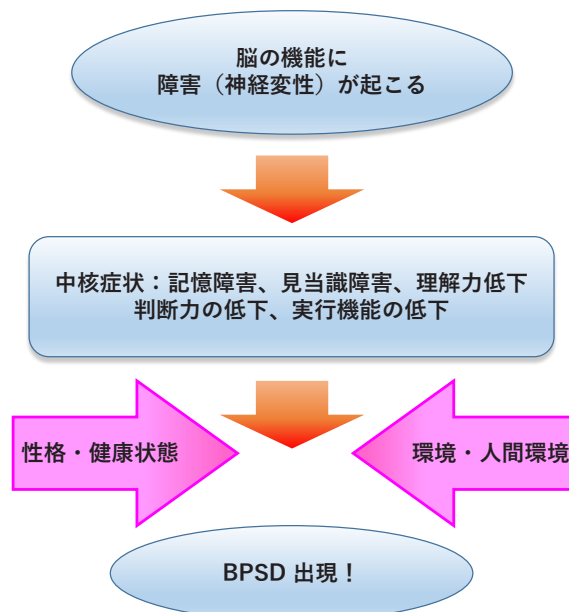 脳の機能に
障害（神経変性）が起こる
中核症状：記憶障害、見当識障害、理解力低下
判断力の低下、実行機能の低下
性格・健康状態
環境・人間環境
BPSD 出現！